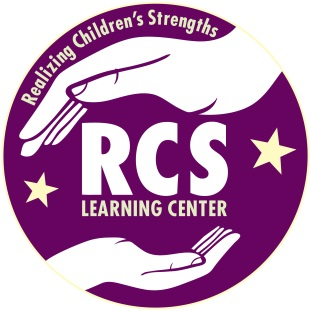 Realizing Children's Strengths
RCS
LEARNING CENTER